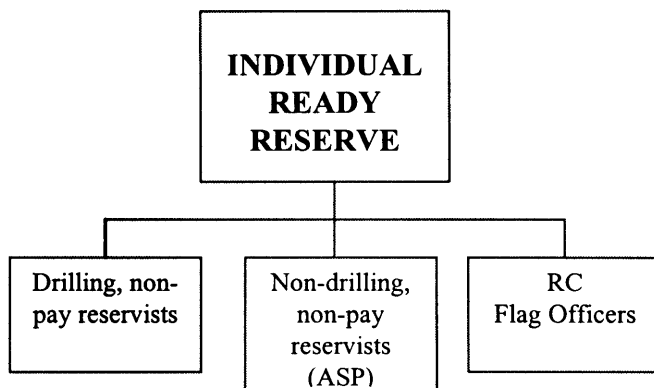 INDIVIDUAL
READY
RESERVE
Drilling, non-
pay reservists
Non-drilling,
non-pay
reservists
(ASP)
RC
Flag Officers